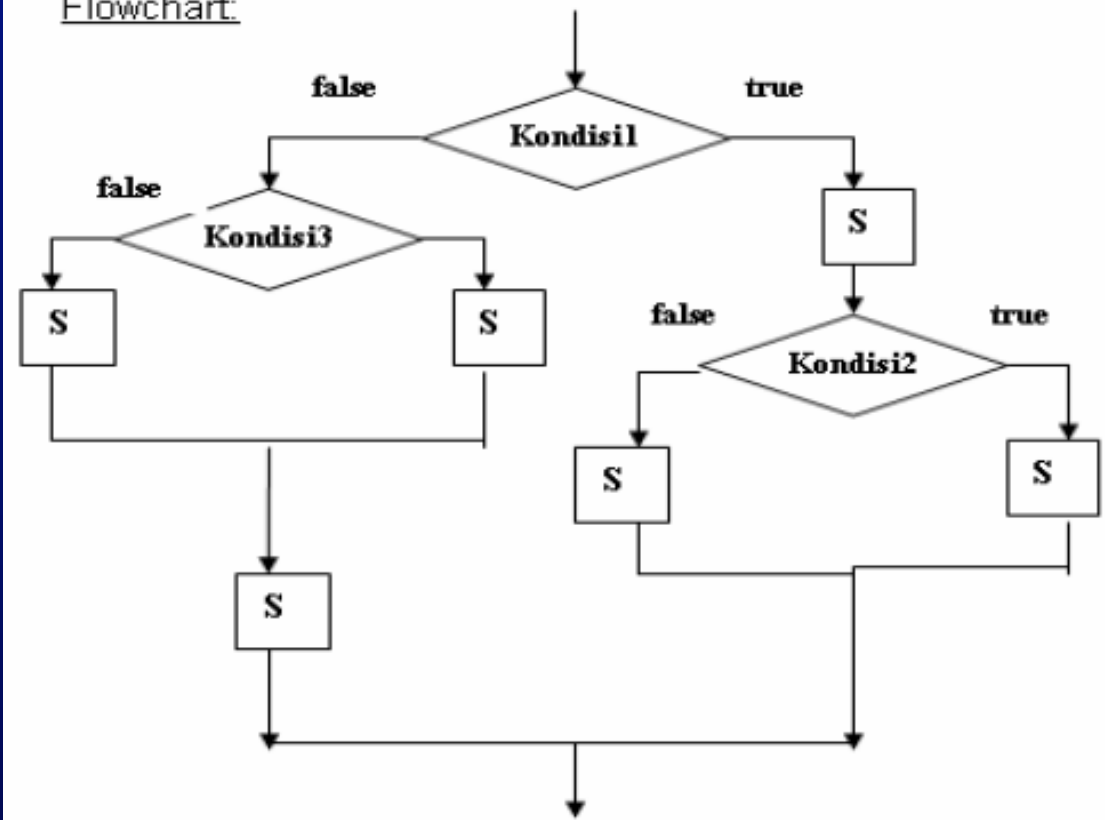 Flowchart:
false
true
Kondisi1
false
Kondisi3
S
S
S
false
true
Kondisi2
S
S
S